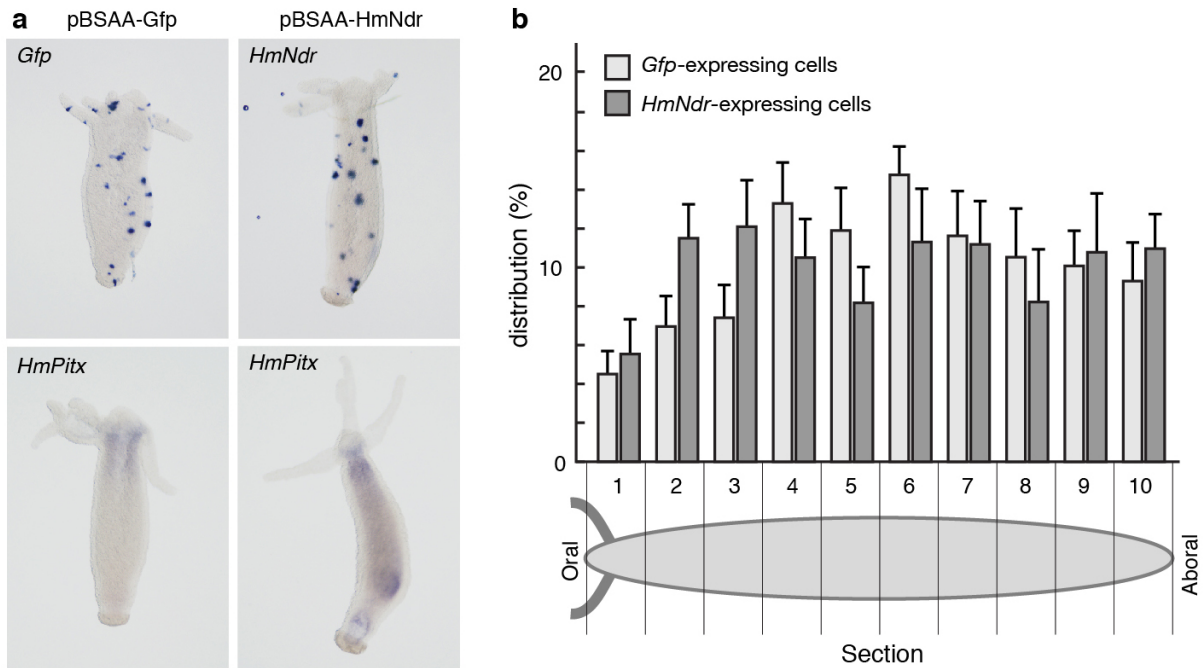 a
pBSAA-Gfp
pBSAA-HmNdr
Gfp
HmNdr
HmPitx
HmPitx
b
Gfp-expressing cells
HmNdr-expressing cells
distribution (%)
20
10
0
1 2 3 4 5 6 7 8 9 10
Oral
Aboral
Section